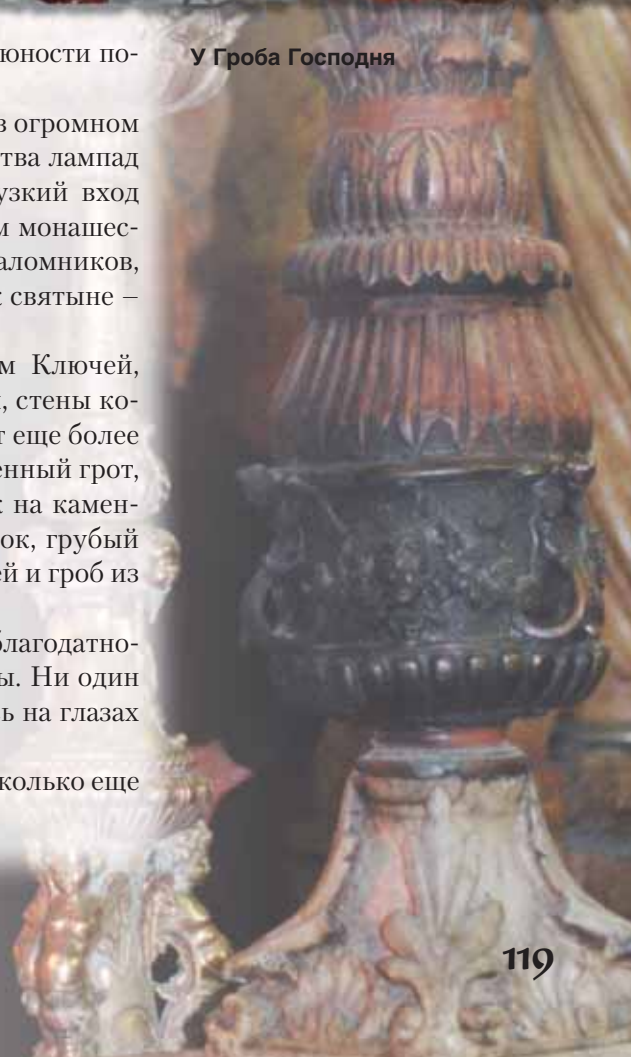 У Гроба Господня
юности по-
в огромном
тва лампад
узкий вход
м монашес-
аломников,
к святыне –
м Ключей,
, стены ко-
т еще более
енный грот,
к на камен-
ок, грубый
ей и гроб из
благодатно-
ы. Ни один
ь на глазах
колько еще
119